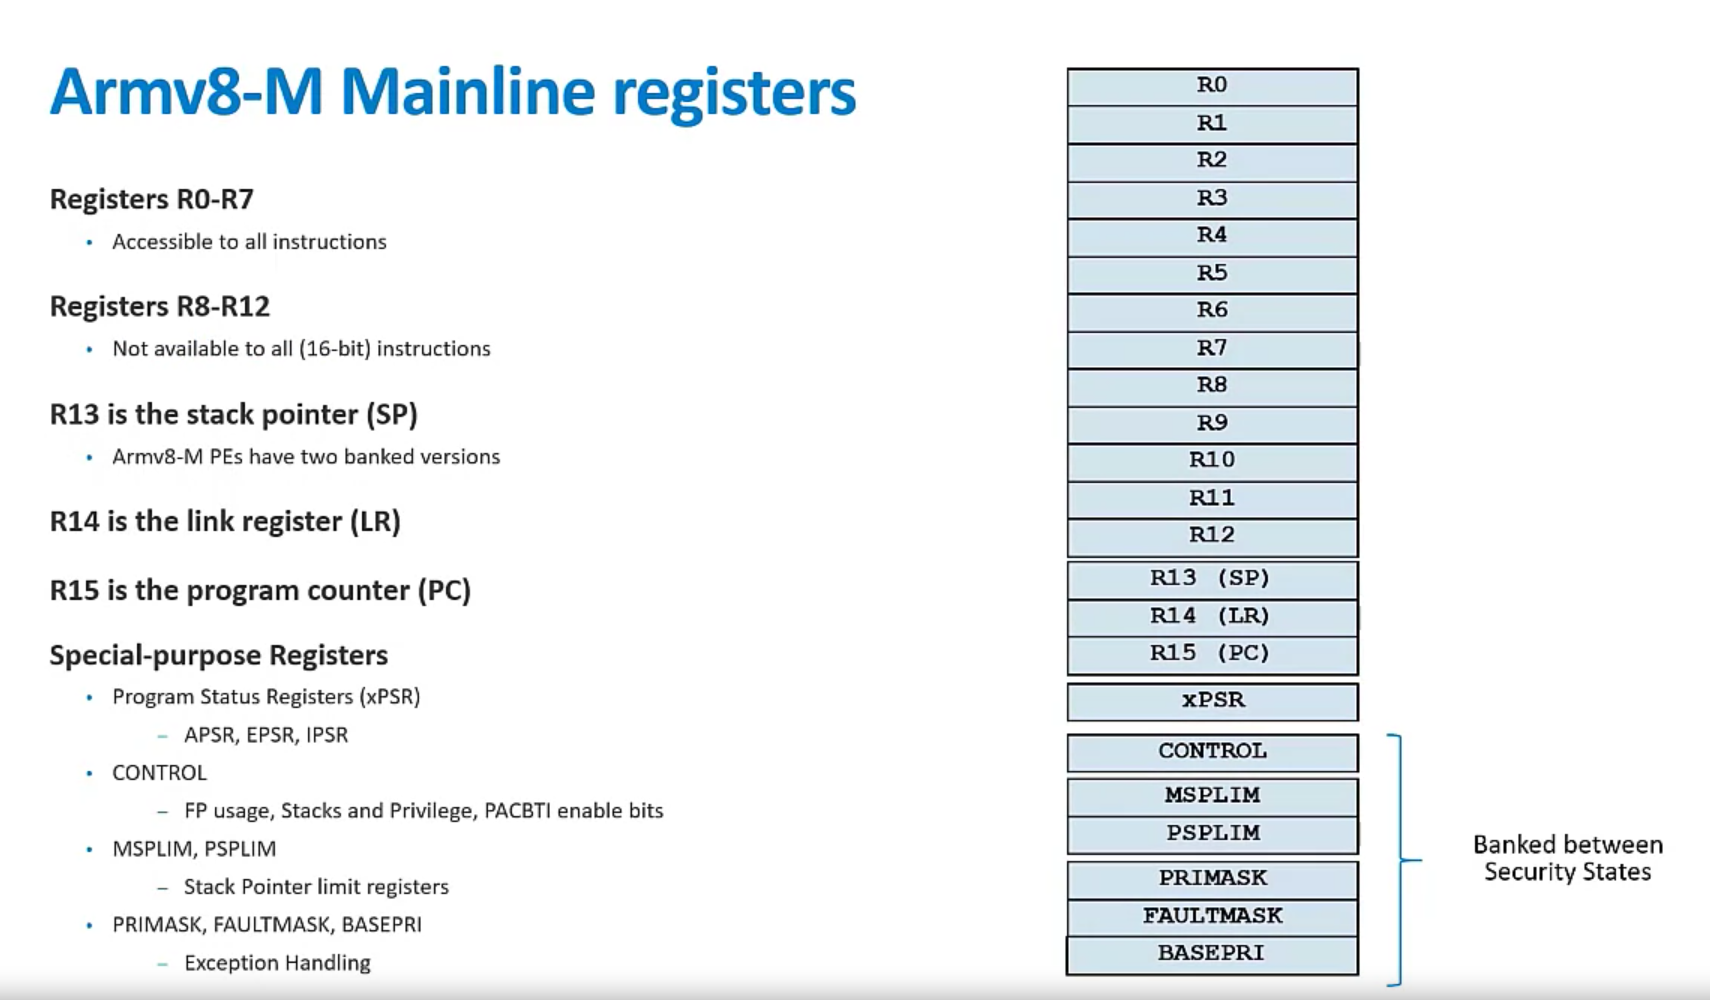 Armv8-M Mainline registers
Registers R0-R7
• Accessible to all instructions
Registers R8-R12
• Not available to all (16-bit) instructions
R13 is the stack pointer (SP)
• Armv8-M PEs have two banked versions
R14 is the link register (LR)
R15 is the program counter (PC)
Special-purpose Registers
• Program Status Registers (xPSR)
– APSR, EPSR, IPSR
• CONTROL
– FP usage, Stacks and Privilege, PACBTI enable bits
• MSPLIM, PSPLIM
– Stack Pointer limit registers
• PRIMASK, FAULTMASK, BASEPRI
– Exception Handling
R0
R1
R2
R3
R4
R5
R6
R7
R8
R9
R10
R11
R12
R13 (SP)
R14 (LR)
R15 (PC)
xPSR
CONTROL
MSPLIM
PSPLIM
PRIMASK
FAULTMASK
BASEPRI
Banked between
Security States